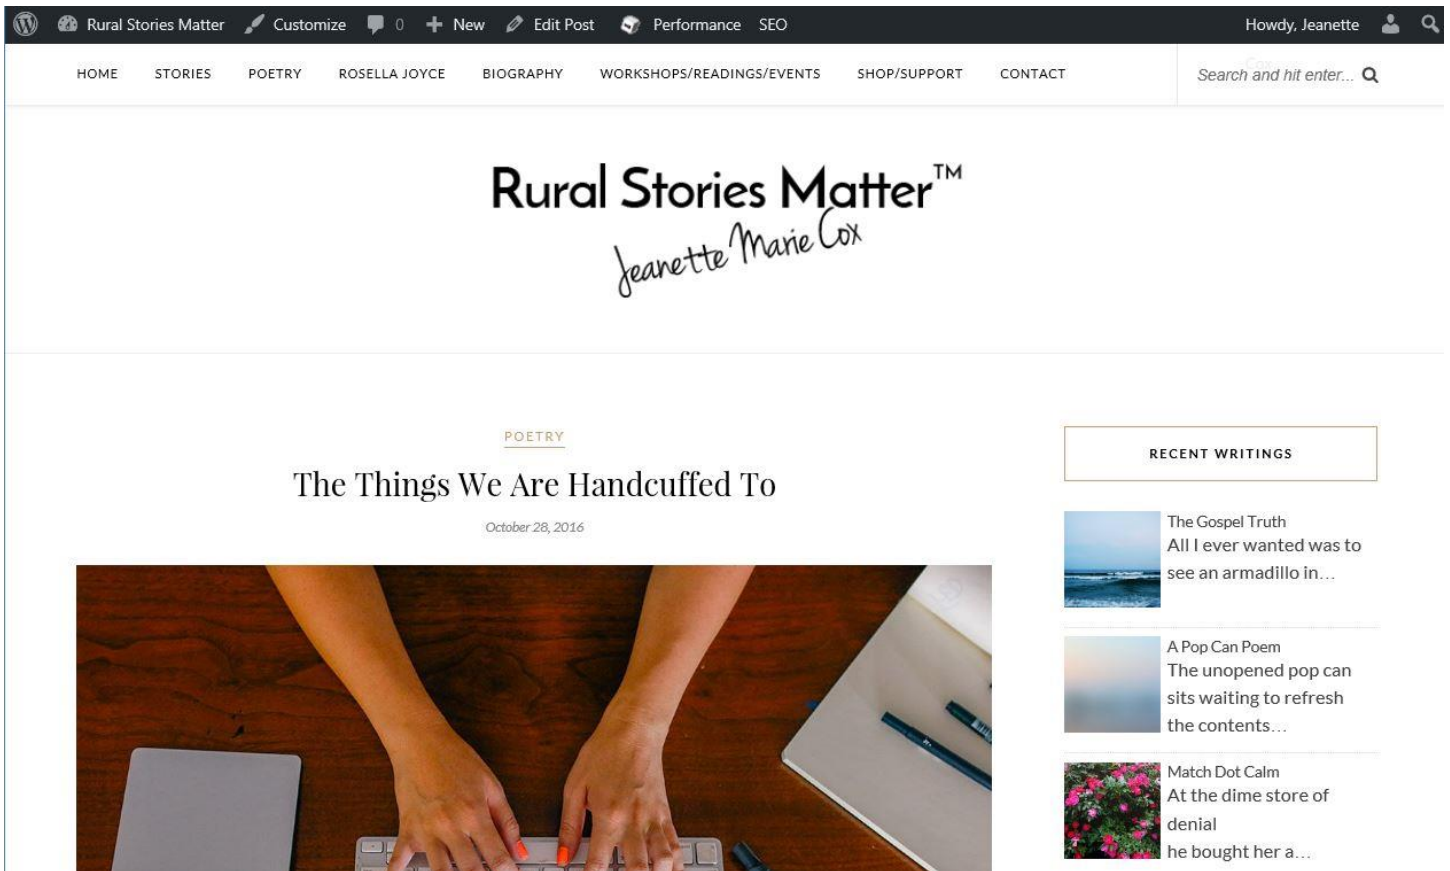 Rural Stories Matter Customize 0 New Edit Post Performance SEO Howdy, Jeanette
HOME STORIES POETRY ROSELLA JOYCE BIOGRAPHY WORKSHOPS/READINGS/EVENTS SHOP/SUPPORT CONTACT
Cox
Search and hit enter...
Rural Stories Matter™
Jeanette Marie Cox
POETRY
The Things We Are Handcuffed To
October 28, 2016
RECENT WRITINGS
The Gospel Truth
All I ever wanted was to
see an armadillo in…
A Pop Can Poem
The unopened pop can
sits waiting to refresh
the contents…
Match Dot Calm
At the dime store of
denial
he bought her a…